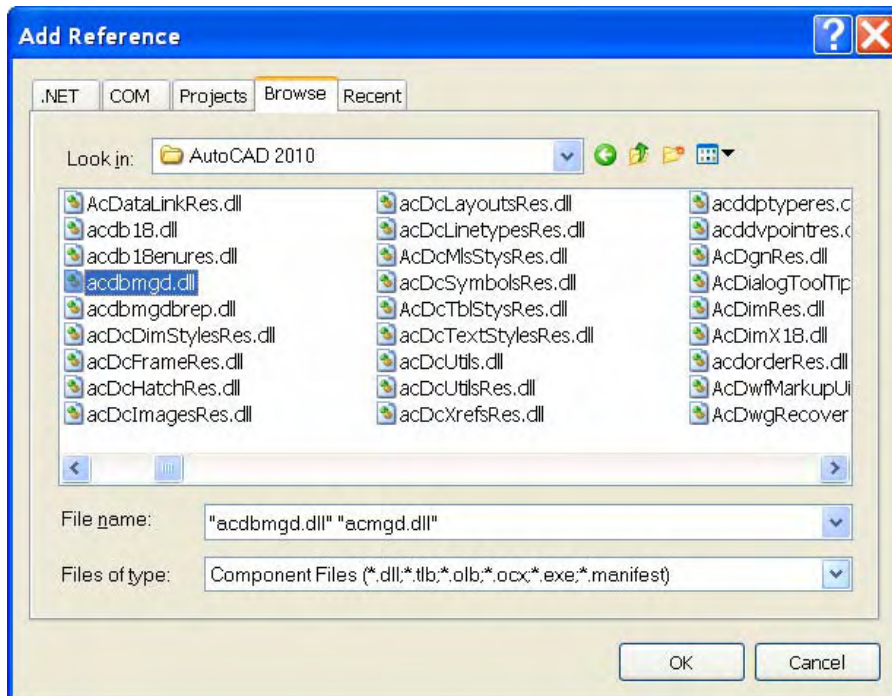 Add Reference
.NET COM Projects Browse Recent
Look in: AutoCAD 2010
AcDataLinkRes.dll
acdb18.dll
acdb18enures.dll
acdbmgd.dll
acdbmgdbrep.dll
acDcDimStylesRes.dll
acDcFrameRes.dll
acDcHatchRes.dll
acDcImagesRes.dll
acDcLayoutsRes.dll
acDcLinetypesRes.dll
AcDcMlsStysRes.dll
acDcSymbolsRes.dll
AcDcTblStysRes.dll
acDcTextStylesRes.dll
acDcUtils.dll
acDcUtilsRes.dll
acDcXrefsRes.dll
acddptyperes.c
acddvpointres.c
AcDgnRes.dll
AcDialogToolTip
AcDimRes.dll
AcDimX18.dll
acdorderRes.dll
AcDwfMarkupUi
AcDwgRecover
File name: "acdbmgd.dll" "acmgd.dll"
Files of type: Component Files (*.dll;*.tlb;*.olb;*.ocx;*.exe;*.manifest)
OK Cancel